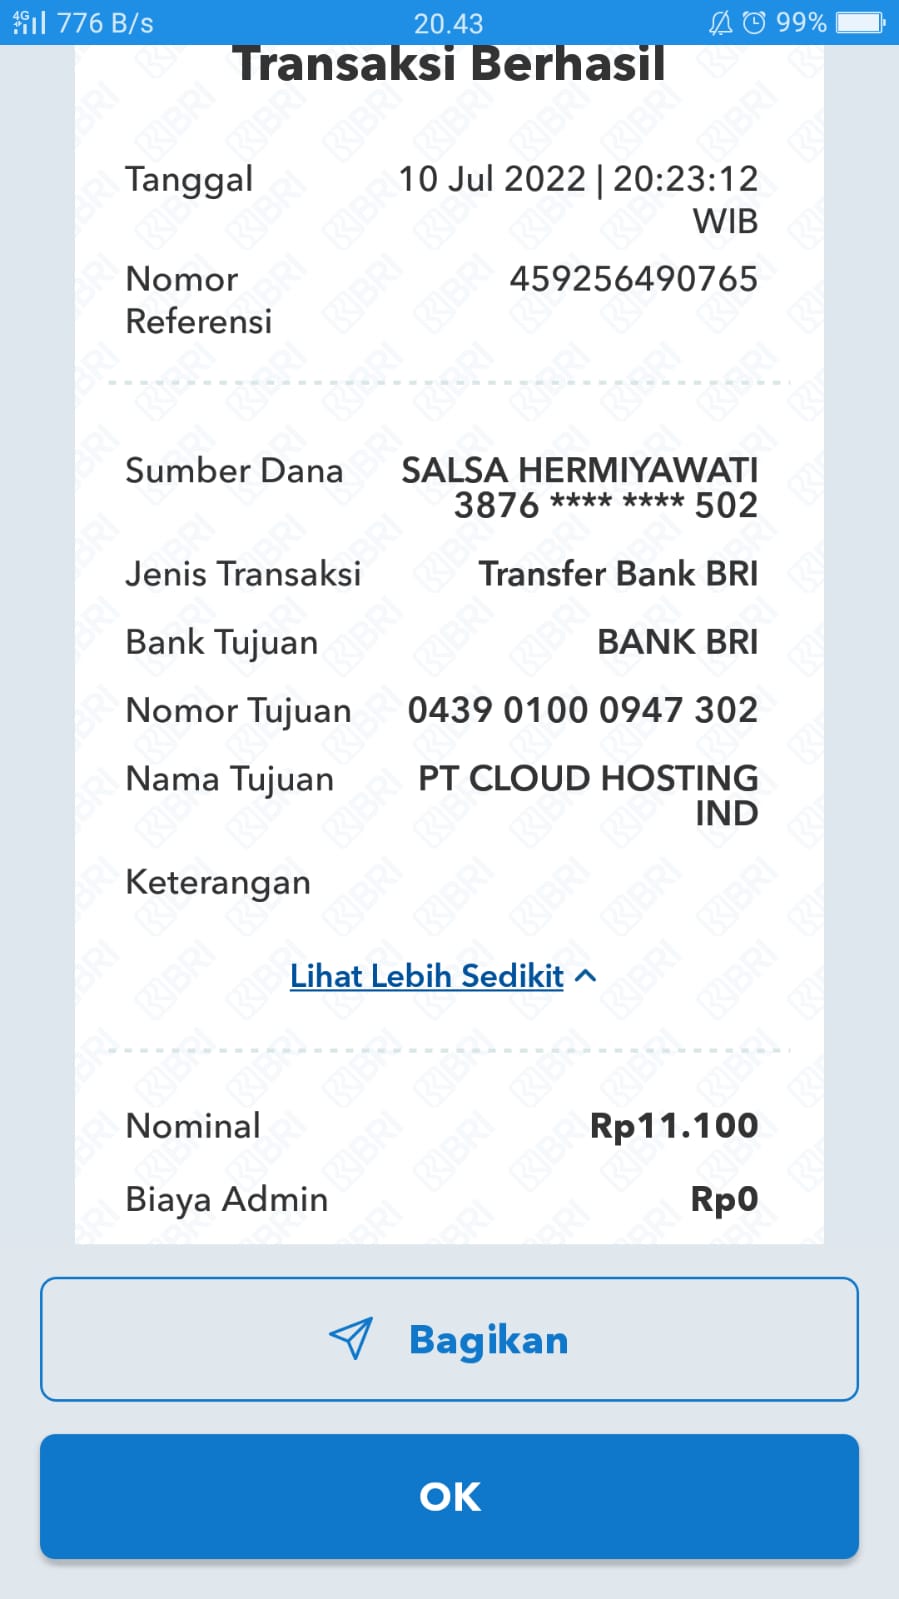 4G 776 B/s 20.43 99%
Transaksi Berhasil
Tanggal 10 Jul 2022 | 20:23:12
WIB
Nomor 459256490765
Referensi
Sumber Dana SALSA HERMIYAWATI
3876 **** **** 502
Jenis Transaksi Transfer Bank BRI
Bank Tujuan BANK BRI
Nomor Tujuan 0439 0100 0947 302
Nama Tujuan PT CLOUD HOSTING
IND
Keterangan
Lihat Lebih Sedikit
Nominal Rp11.100
Biaya Admin Rp0
Bagikan
OK